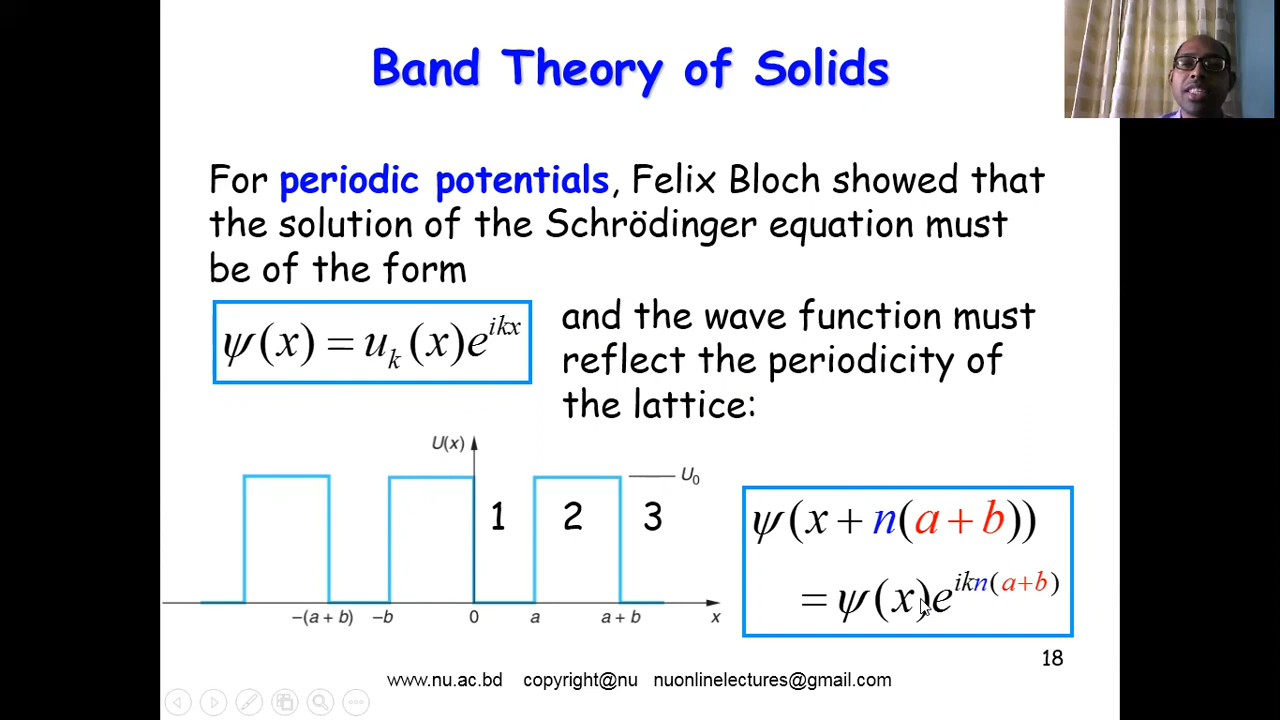 Band Theory of Solids
For periodic potentials, Felix Bloch showed that
the solution of the Schrödinger equation must
be of the form
ψ(x) = uₖ(x)e^{ikx}
and the wave function must
reflect the periodicity of
the lattice:
U(x)
U₀
1 2 3
−(a + b) −b 0 a a + b x
ψ(x + n(a + b))
= ψ(x)e^{ikn(a+b)}
18
www.nu.ac.bd copyright@nu nuonlinelectures@gmail.com